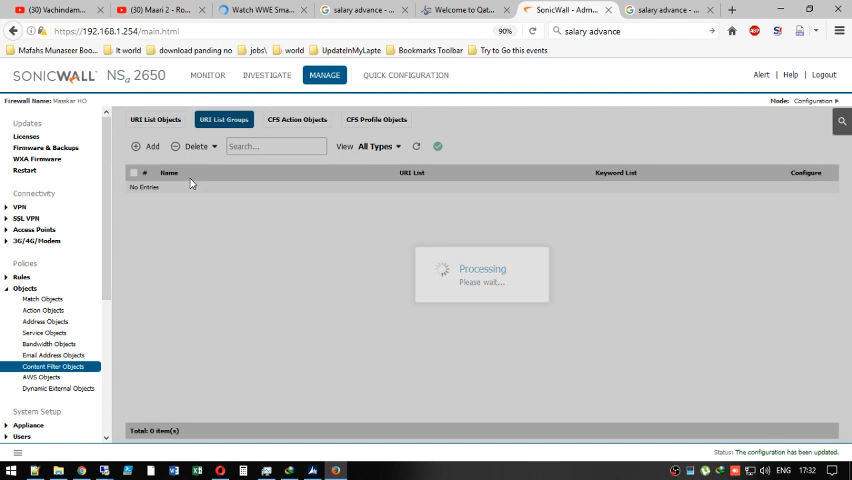 (30) Vachindam...
(30) Maari 2 - Ro...
Watch WWE Sma...
salary advance - ...
Welcome to Qat...
SonicWall - Adm...
salary advance - ...
https://192.168.1.254/main.html
90%
salary advance
Mafahs Munaseer Boo...
It world
download panding no
jobs\
world
UpdateInMyLapte
Bookmarks Toolbar
Try to Go this events
SONICWALL NSa 2650
MONITOR
INVESTIGATE
MANAGE
QUICK CONFIGURATION
Alert | Help | Logout
Firewall Name: Masskar HO
Mode: Configuration
Updates
Licenses
Firmware & Backups
WXA Firmware
Restart
Connectivity
VPN
SSL VPN
Access Points
3G/4G/Modem
Policies
Rules
Objects
Match Objects
Action Objects
Address Objects
Service Objects
Bandwidth Objects
Email Address Objects
Content Filter Objects
AWS Objects
Dynamic External Objects
System Setup
Appliance
Users
URI List Objects
URI List Groups
CFS Action Objects
CFS Profile Objects
Add
Delete
Search...
View All Types
# Name URI List Keyword List Configure
No Entries
Processing
Please wait...
Total: 0 item(s)
Status: The configuration has been updated.
ENG
17:32